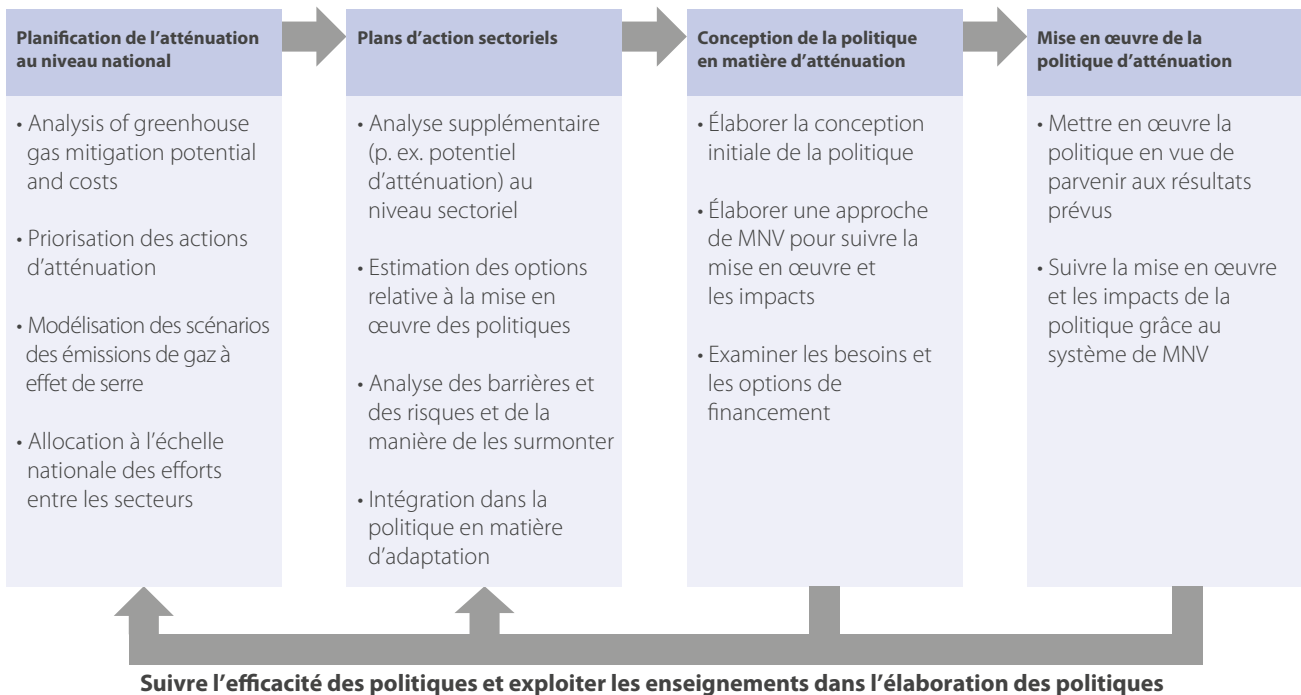 Planification de l’atténuation
au niveau national
• Analysis of greenhouse
gas mitigation potential
and costs
• Priorisation des actions
d’atténuation
• Modélisation des scénarios
des émissions de gaz à
effet de serre
• Allocation à l’échelle
nationale des efforts
entre les secteurs
Plans d’action sectoriels
• Analyse supplémentaire
(p. ex. potentiel
d’atténuation) au
niveau sectoriel
• Estimation des options
relative à la mise en
œuvre des politiques
• Analyse des barrières et
des risques et de la
manière de les surmonter
• Intégration dans la
politique en matière
d’adaptation
Conception de la politique
en matière d’atténuation
• Élaborer la conception
initiale de la politique
• Élaborer une approche
de MNV pour suivre la
mise en œuvre et
les impacts
• Examiner les besoins et
les options de
financement
Mise en œuvre de la
politique d’atténuation
• Mettre en œuvre la
politique en vue de
parvenir aux résultats
prévus
• Suivre la mise en œuvre
et les impacts de la
politique grâce au
système de MNV
Suivre l’efficacité des politiques et exploiter les enseignements dans l’élaboration des politiques